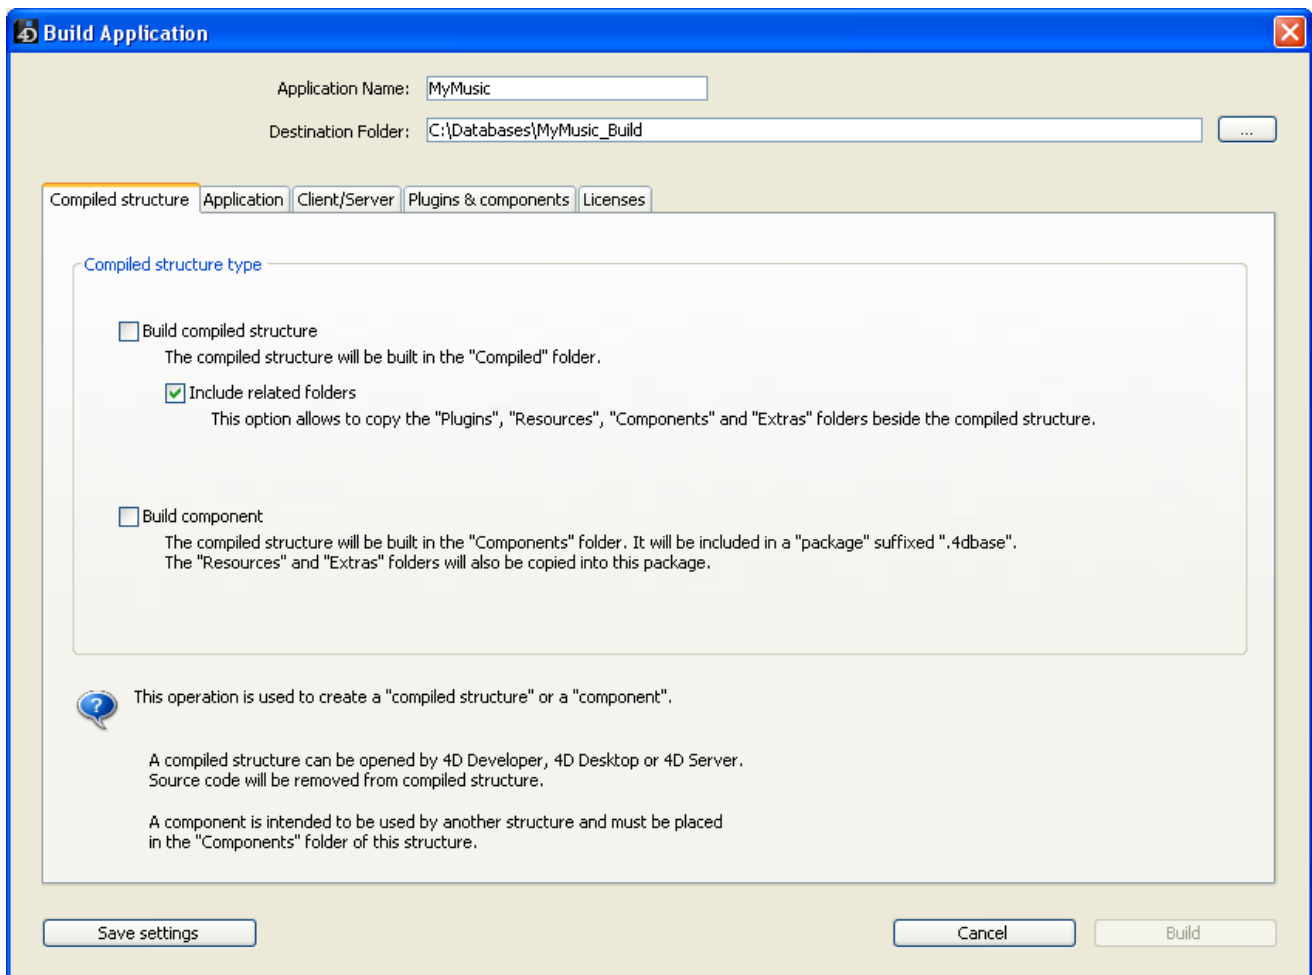 4D Build Application
Application Name: MyMusic
Destination Folder: C:\Databases\MyMusic_Build ...
Compiled structure Application Client/Server Plugins & components Licenses
Compiled structure type
Build compiled structure
The compiled structure will be built in the "Compiled" folder.
Include related folders
This option allows to copy the "Plugins", "Resources", "Components" and "Extras" folders beside the compiled structure.
Build component
The compiled structure will be built in the "Components" folder. It will be included in a "package" suffixed ".4dbase".
The "Resources" and "Extras" folders will also be copied into this package.
? This operation is used to create a "compiled structure" or a "component".
A compiled structure can be opened by 4D Developer, 4D Desktop or 4D Server.
Source code will be removed from compiled structure.
A component is intended to be used by another structure and must be placed
in the "Components" folder of this structure.
Save settings Cancel Build